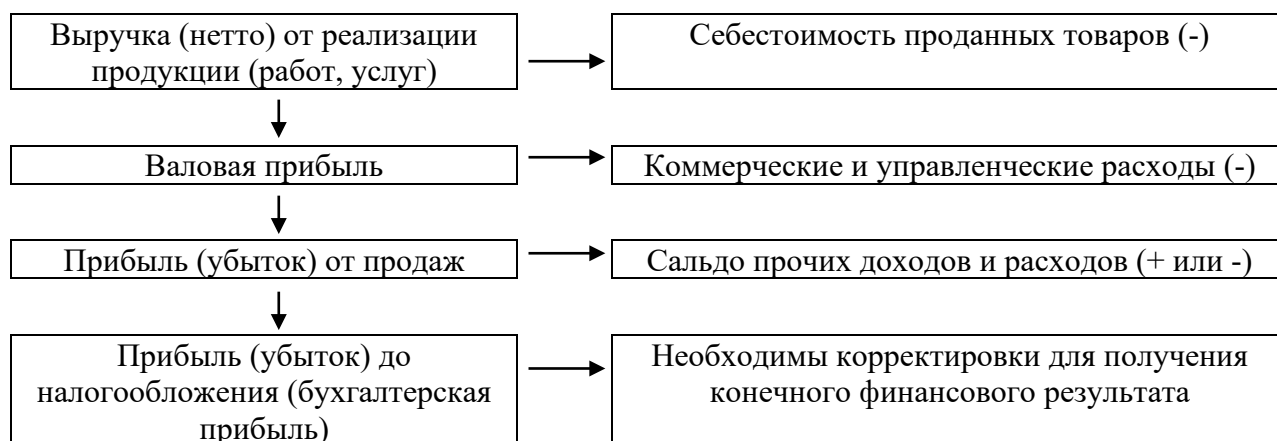 Выручка (нетто) от реализации
продукции (работ, услуг)
Себестоимость проданных товаров (-)
Валовая прибыль
Коммерческие и управленческие расходы (-)
Прибыль (убыток) от продаж
Сальдо прочих доходов и расходов (+ или -)
Прибыль (убыток) до
налогообложения (бухгалтерская
прибыль)
Необходимы корректировки для получения
конечного финансового результата